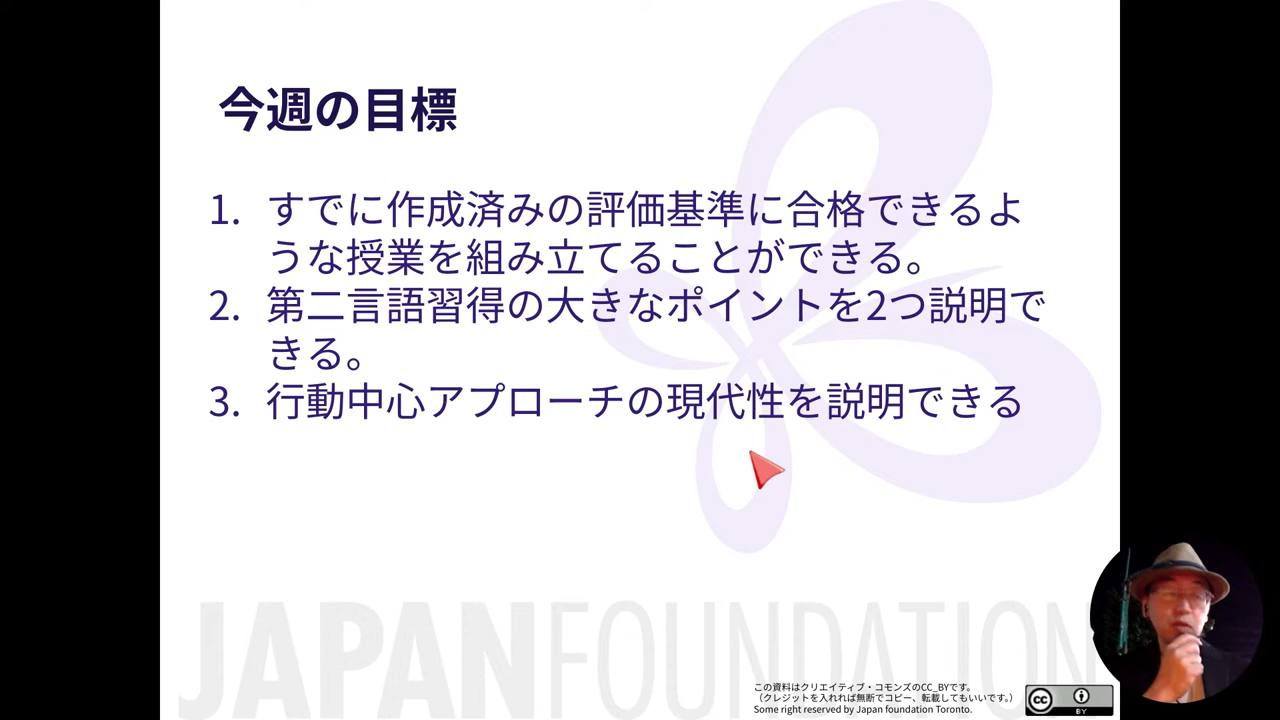 今週の目標
1. すでに作成済みの評価基準に合格できるよ
うな授業を組み立てることができる。
2. 第二言語習得の大きなポイントを2つ説明で
きる。
3. 行動中心アプローチの現代性を説明できる
JAPAN FOUNDATION
この資料はクリエイティブ・コモンズのCC_BYです。
（クレジットを入れれば無断でコピー、転載してもいいです。）
Some right reserved by Japan foundation Toronto.
cc
BY